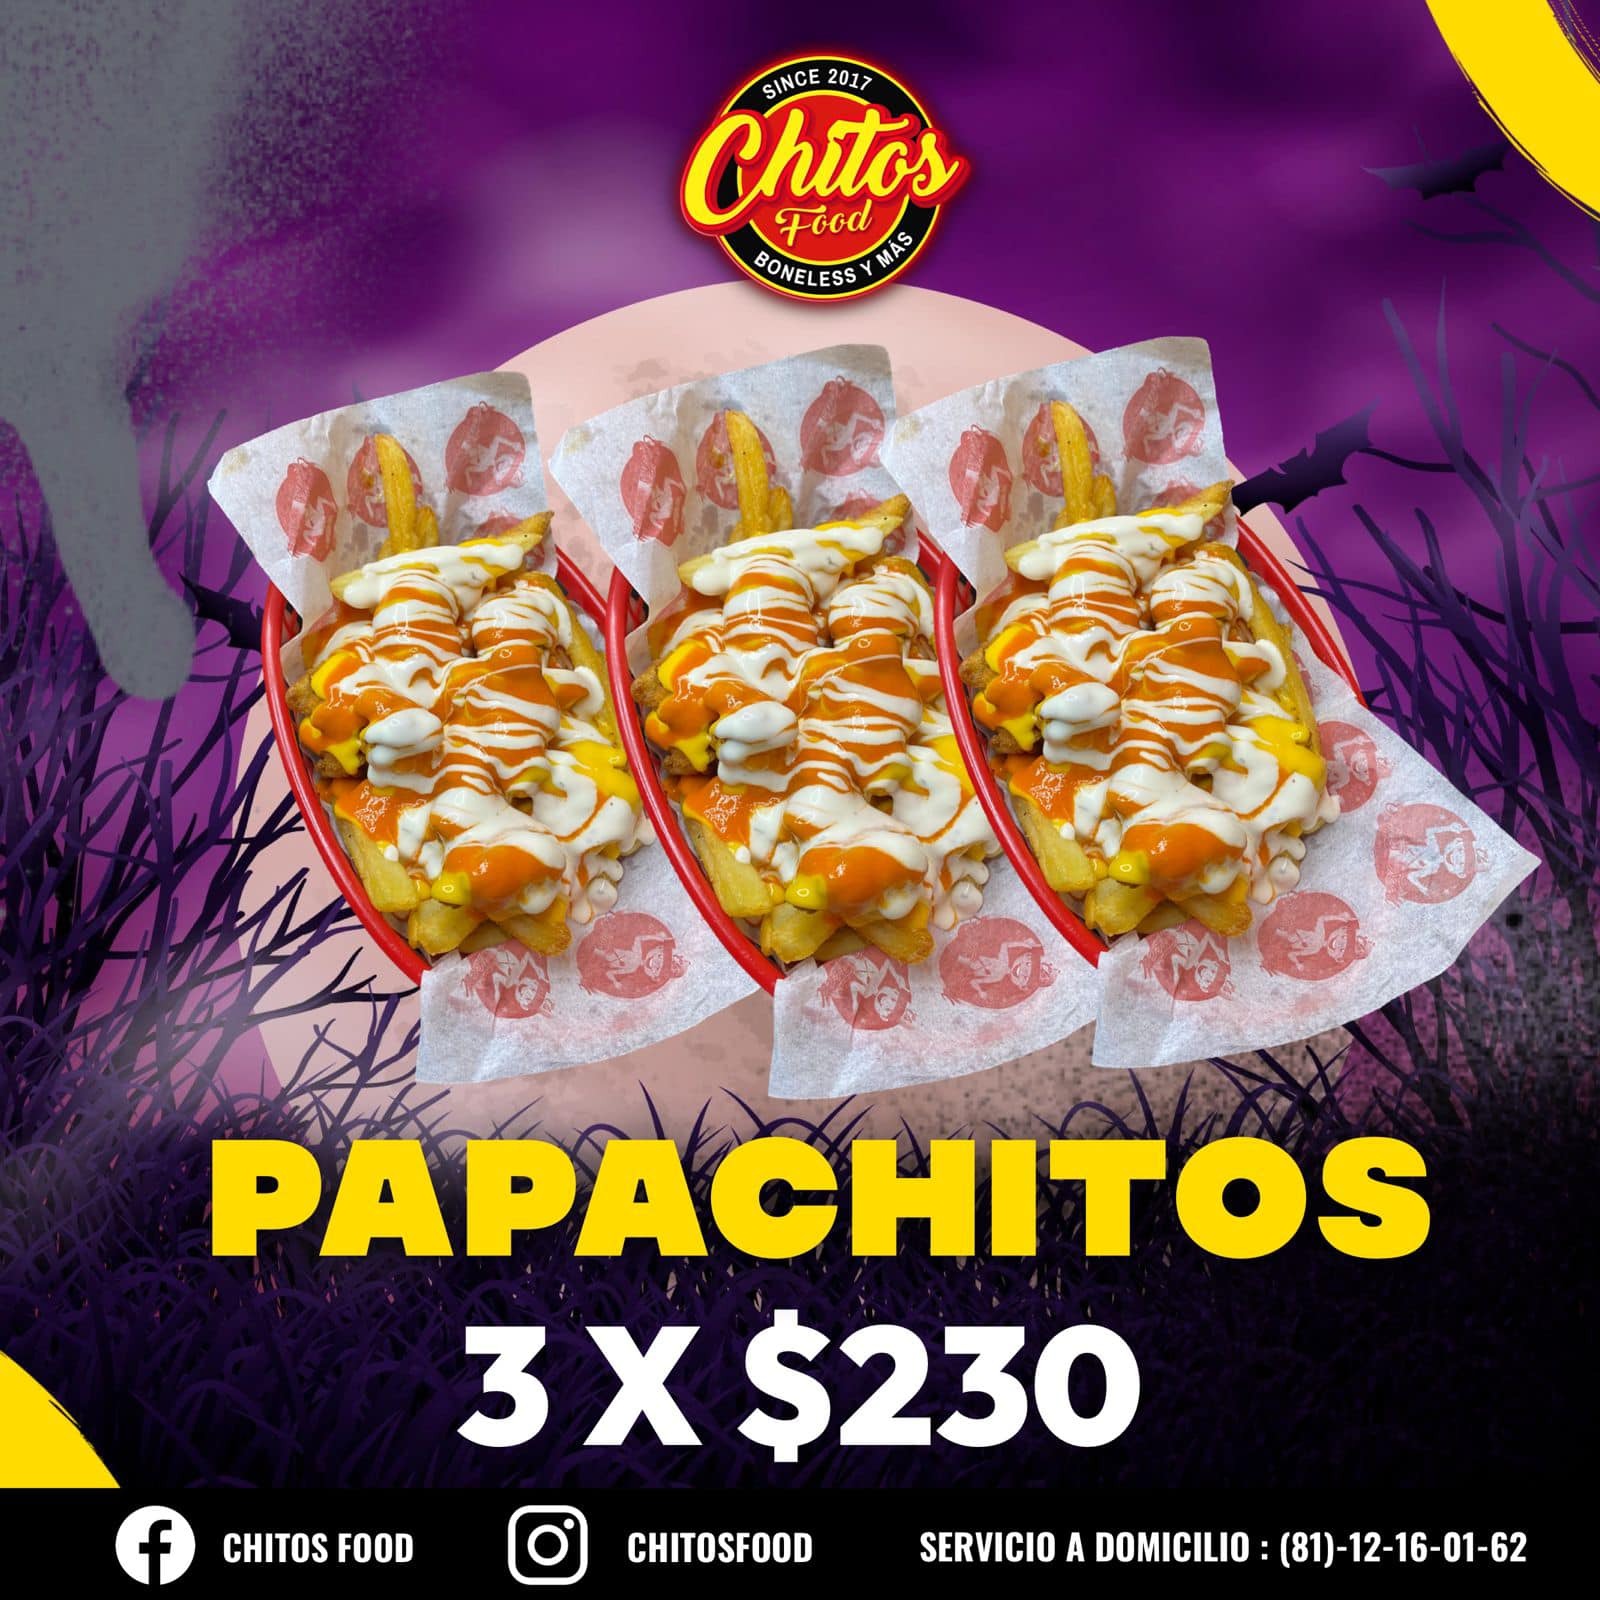 SINCE 2017
Chitos
Food
BONELESS Y MÁS
PAPACHITOS
3 X $230
CHITOS FOOD
CHITOSFOOD
SERVICIO A DOMICILIO : (81)-12-16-01-62